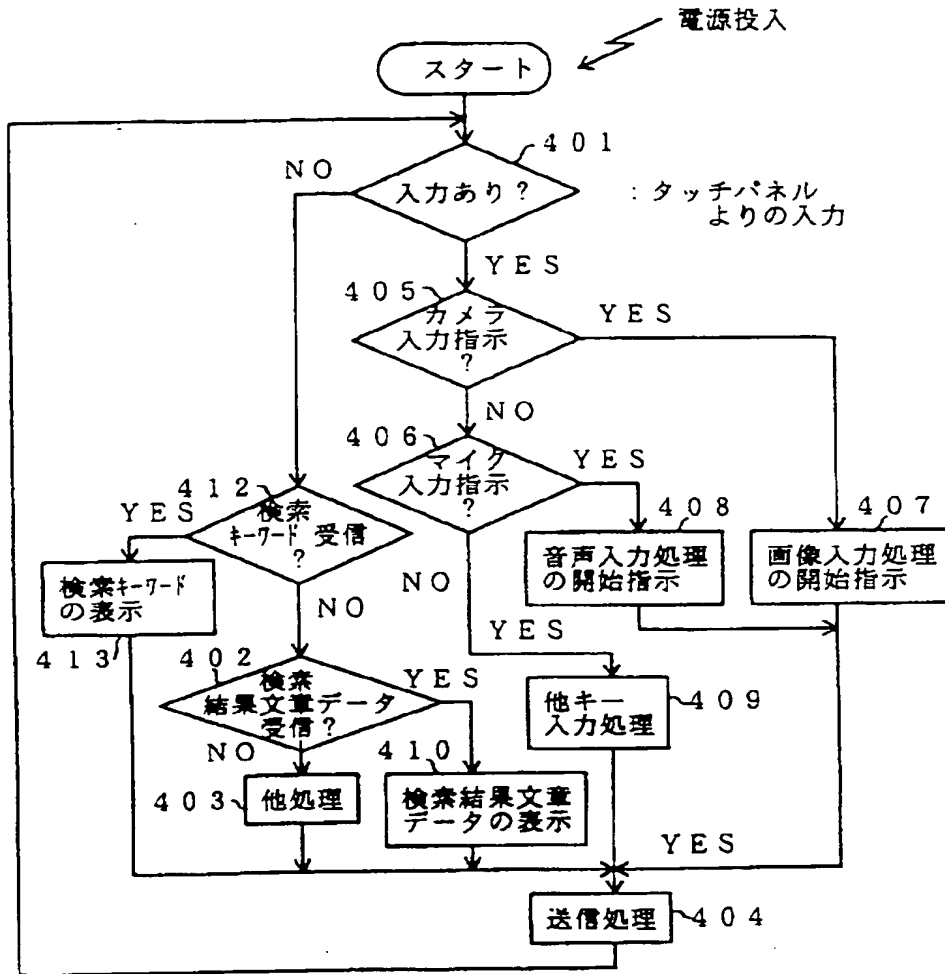 電源投入
スタート
401
NO
入力あり?
:タッチパネル
よりの入力
YES
405
カメラ
入力指示
?
YES
NO
406
マイク
入力指示
?
YES
412
検索
キーワード受信
?
YES
408
音声入力処理
の開始指示
407
画像入力処理
の開始指示
検索キーワード
の表示
413
NO
NO
YES
402
検索
結果文章データ
受信?
YES
409
他キー
入力処理
NO
403
他処理
410
検索結果文章
データの表示
YES
送信処理
404